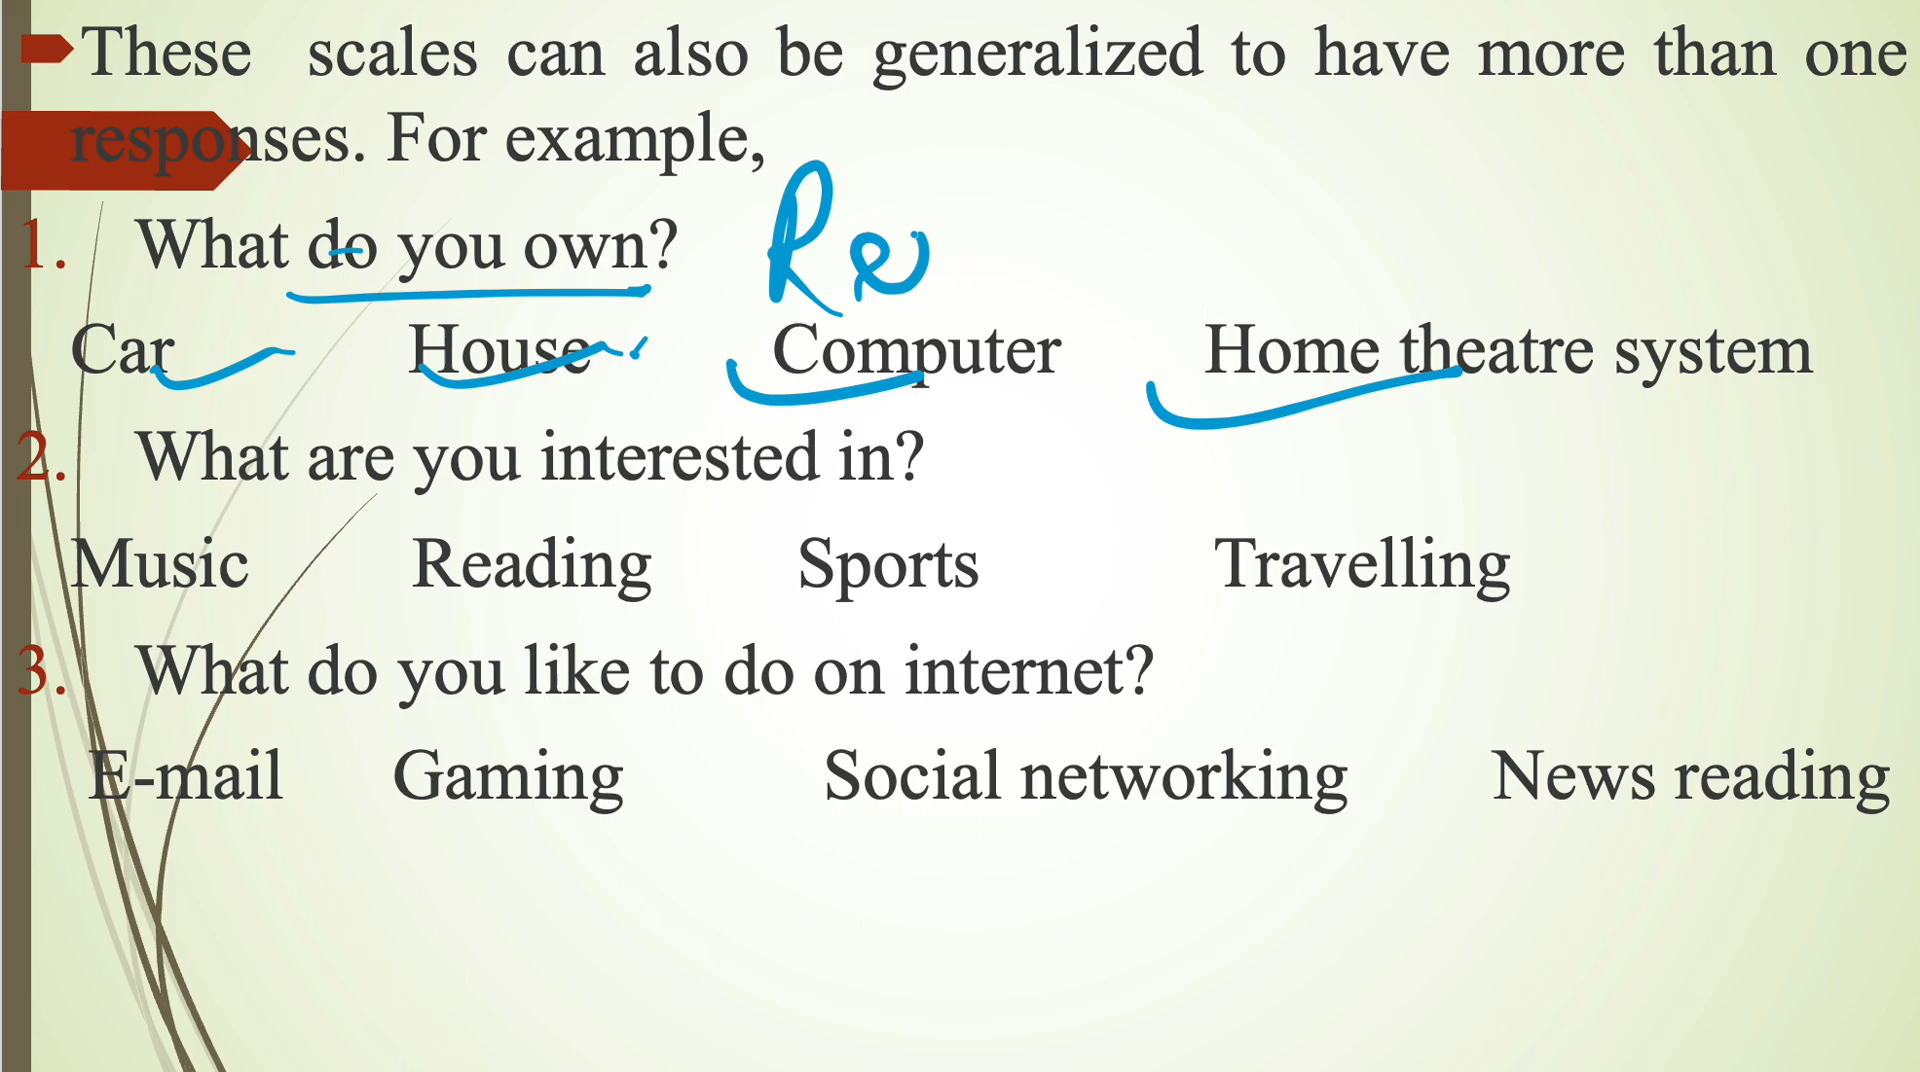 These scales can also be generalized to have more than one
responses. For example,
1. What do you own?
Car House Computer Home theatre system
2. What are you interested in?
Music Reading Sports Travelling
3. What do you like to do on internet?
E-mail Gaming Social networking News reading